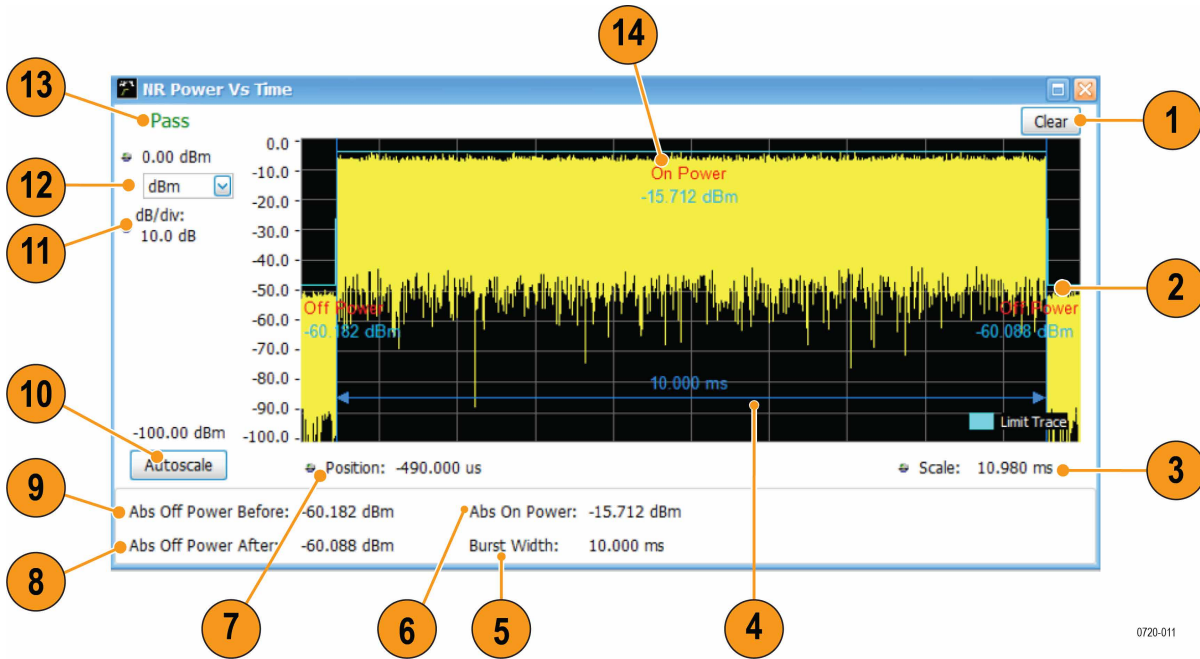 14
13
NR Power Vs Time
Pass
Clear
1
0.00 dBm
0.0
On Power
-15.712 dBm
12
dBm
-10.0
-20.0
11
dB/div:
10.0 dB
-30.0
-40.0
-50.0
2
Off Power
-60.182 dBm
Off Power
-60.088 dBm
-60.0
-70.0
-80.0
10.000 ms
-90.0
10
-100.00 dBm
-100.0
Limit Trace
Autoscale
Position: -490.000 us
Scale: 10.980 ms
3
9
Abs Off Power Before: -60.182 dBm
Abs On Power: -15.712 dBm
8
Abs Off Power After: -60.088 dBm
Burst Width: 10.000 ms
7
6
5
4
0720-011